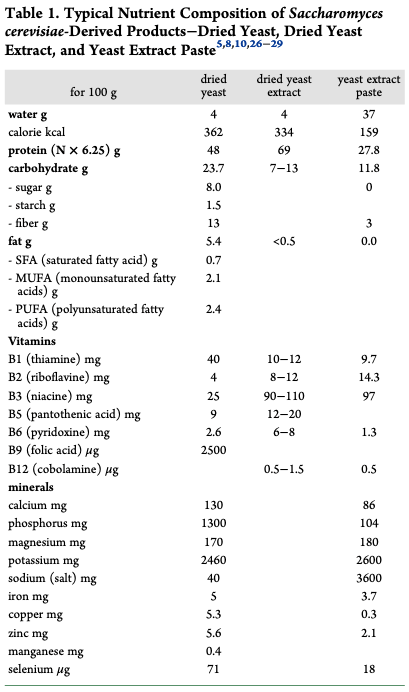 Table 1. Typical Nutrient Composition of Saccharomyces
cerevisiae-Derived Products−Dried Yeast, Dried Yeast
Extract, and Yeast Extract Paste5,8,10,26−29
for 100 g dried yeast dried yeast extract yeast extract paste
water g 4 4 37
calorie kcal 362 334 159
protein (N × 6.25) g 48 69 27.8
carbohydrate g 23.7 7−13 11.8
- sugar g 8.0 0
- starch g 1.5
- fiber g 13 3
fat g 5.4 <0.5 0.0
- SFA (saturated fatty acid) g 0.7
- MUFA (monounsaturated fatty acids) g 2.1
- PUFA (polyunsaturated fatty acids) g 2.4
Vitamins
B1 (thiamine) mg 40 10−12 9.7
B2 (riboflavine) mg 4 8−12 14.3
B3 (niacine) mg 25 90−110 97
B5 (pantothenic acid) mg 9 12−20
B6 (pyridoxine) mg 2.6 6−8 1.3
B9 (folic acid) μg 2500
B12 (cobolamine) μg 0.5−1.5 0.5
minerals
calcium mg 130 86
phosphorus mg 1300 104
magnesium mg 170 180
potassium mg 2460 2600
sodium (salt) mg 40 3600
iron mg 5 3.7
copper mg 5.3 0.3
zinc mg 5.6 2.1
manganese mg 0.4
selenium μg 71 18